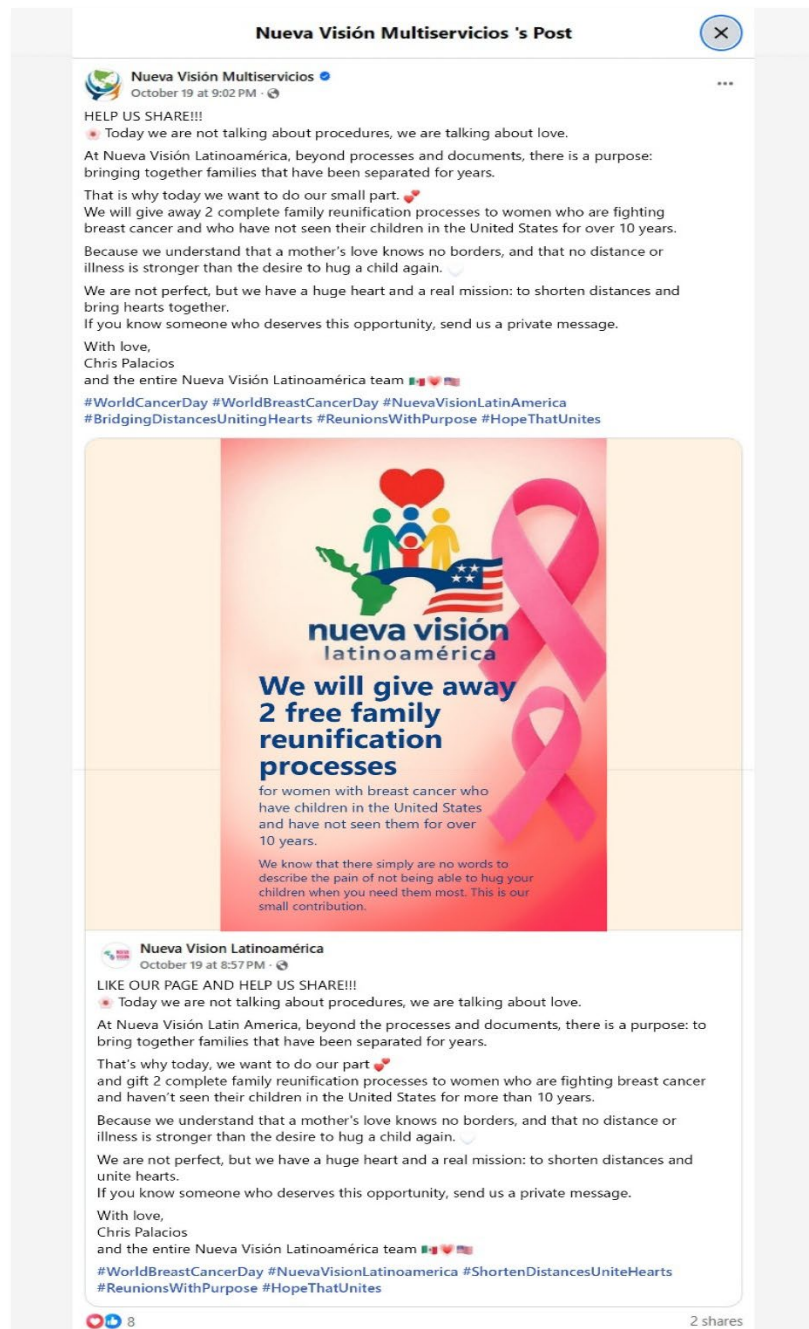 Nueva Visión Multiservicios 's Post
Nueva Visión Multiservicios
October 19 at 9:02 PM ·
HELP US SHARE!!!
Today we are not talking about procedures, we are talking about love.
At Nueva Visión Latinoamérica, beyond processes and documents, there is a purpose:
bringing together families that have been separated for years.
That is why today we want to do our small part. 💕
We will give away 2 complete family reunification processes to women who are fighting
breast cancer and who have not seen their children in the United States for over 10 years.
Because we understand that a mother's love knows no borders, and that no distance or
illness is stronger than the desire to hug a child again.
We are not perfect, but we have a huge heart and a real mission: to shorten distances and
bring hearts together.
If you know someone who deserves this opportunity, send us a private message.
With love,
Chris Palacios
and the entire Nueva Visión Latinoamérica team 🇲🇽❤️🇺🇸
#WorldCancerDay #WorldBreastCancerDay #NuevaVisionLatinAmerica
#BridgingDistancesUnitingHearts #ReunionsWithPurpose #HopeThatUnites
nueva visión
latinoamérica
We will give away
2 free family
reunification
processes
for women with breast cancer who
have children in the United States
and have not seen them for over
10 years.
We know that there simply are no words to
describe the pain of not being able to hug your
children when you need them most. This is our
small contribution.
Nueva Vision Latinoamérica
October 19 at 8:57 PM ·
LIKE OUR PAGE AND HELP US SHARE!!!
Today we are not talking about procedures, we are talking about love.
At Nueva Visión Latin America, beyond the processes and documents, there is a purpose: to
bring together families that have been separated for years.
That's why today, we want to do our part 💕
and gift 2 complete family reunification processes to women who are fighting breast cancer
and haven't seen their children in the United States for more than 10 years.
Because we understand that a mother's love knows no borders, and that no distance or
illness is stronger than the desire to hug a child again.
We are not perfect, but we have a huge heart and a real mission: to shorten distances and
unite hearts.
If you know someone who deserves this opportunity, send us a private message.
With love,
Chris Palacios
and the entire Nueva Visión Latinoamérica team 🇲🇽❤️🇺🇸
#WorldBreastCancerDay #NuevaVisionLatinoamerica #ShortenDistancesUniteHearts
#ReunionsWithPurpose #HopeThatUnites
8
2 shares